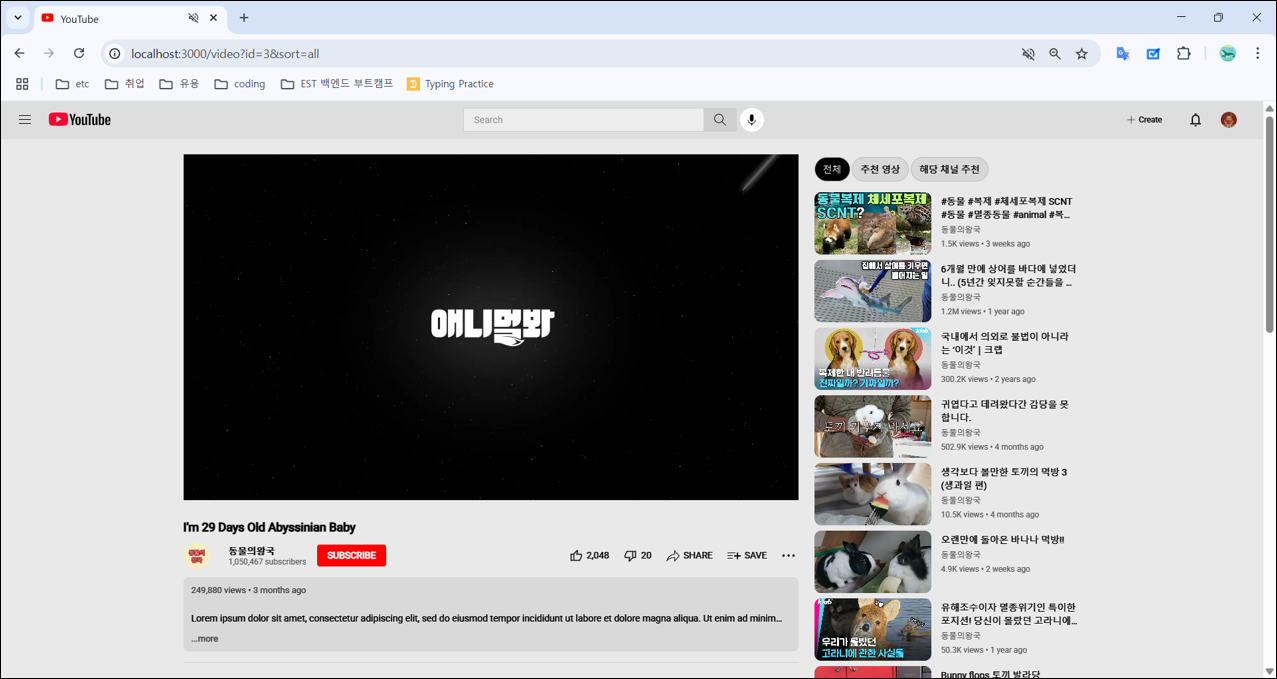 YouTube
localhost:3000/video?id=3&sort=all
etc
취업
유용
coding
EST 백엔드 부트캠프
Typing Practice
YouTube
Search
Create
애니멀봐
I'm 29 Days Old Abyssinian Baby
동물의왕국
1,050,467 subscribers
SUBSCRIBE
2,048
20
SHARE
SAVE
249,880 views • 3 months ago
Lorem ipsum dolor sit amet, consectetur adipiscing elit, sed do eiusmod tempor incididunt ut labore et dolore magna aliqua. Ut enim ad minim...
...more
전체
추천 영상
해당 채널 추천
동물복제 체세포복제
SCNT?
#동물 #복제 #체세포복제 SCNT
#동물 #멸종동물 #animal #복...
동물의왕국
1.5K views • 3 weeks ago
집에서 상어를 키우면
벌어지는 일
6개월 만에 상어를 바다에 넣었더
니.. (5년간 잊지못할 순간들을 ...
동물의왕국
1.2M views • 1 year ago
복제한 내 반려동물
진짜일까? 가짜일까?
국내에서 의외로 불법이 아니라
는 '이것' | 크랩
동물의왕국
300.2K views • 2 years ago
토끼 키우지 마세요
귀엽다고 데려왔다간 감당을 못
합니다.
동물의왕국
502.9K views • 4 months ago
생각보다 볼만한 토끼의 먹방 3
(생과일 편)
동물의왕국
10.5K views • 4 months ago
오랜만에 돌아온 바나나 먹방!!
동물의왕국
4.9K views • 2 weeks ago
klab
우리가 몰랐던
고라니에 관한 사실들
유해조수이자 멸종위기인 특이한
포지션! 당신이 몰랐던 고라니에...
동물의왕국
50.3K views • 1 year ago
Bunny flops 토끼 발라당